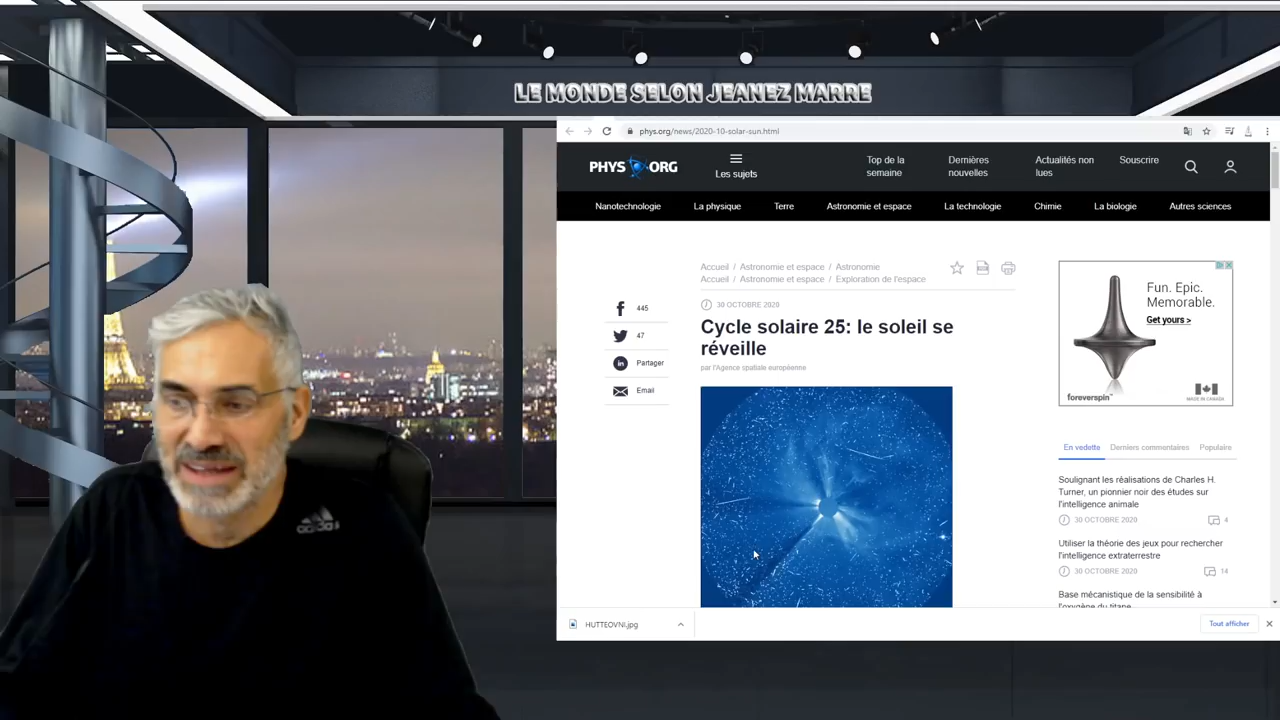 LE MONDE SELON JEANEZ MARRE
phys.org/news/2020-10-solar-sun.html
PHYS ORG
Les sujets
Top de la
semaine
Dernières
nouvelles
Actualités non
lues
Souscrire
Nanotechnologie
La physique
Terre
Astronomie et espace
La technologie
Chimie
La biologie
Autres sciences
Accueil / Astronomie et espace / Astronomie
Accueil / Astronomie et espace / Exploration de l'espace
30 OCTOBRE 2020
Cycle solaire 25: le soleil se
réveille
par l'Agence spatiale européenne
445
47
Partager
Email
Fun. Epic.
Memorable.
Get yours >
foreverspin™
MADE IN CANADA
En vedette
Derniers commentaires
Populaire
Soulignant les réalisations de Charles H.
Turner, un pionnier noir des études sur
l'intelligence animale
30 OCTOBRE 2020
4
Utiliser la théorie des jeux pour rechercher
l'intelligence extraterrestre
30 OCTOBRE 2020
14
Base mécanistique de la sensibilité à
l'oxygène du titane
adidas
HUTTEOVNI.jpg
Tout afficher